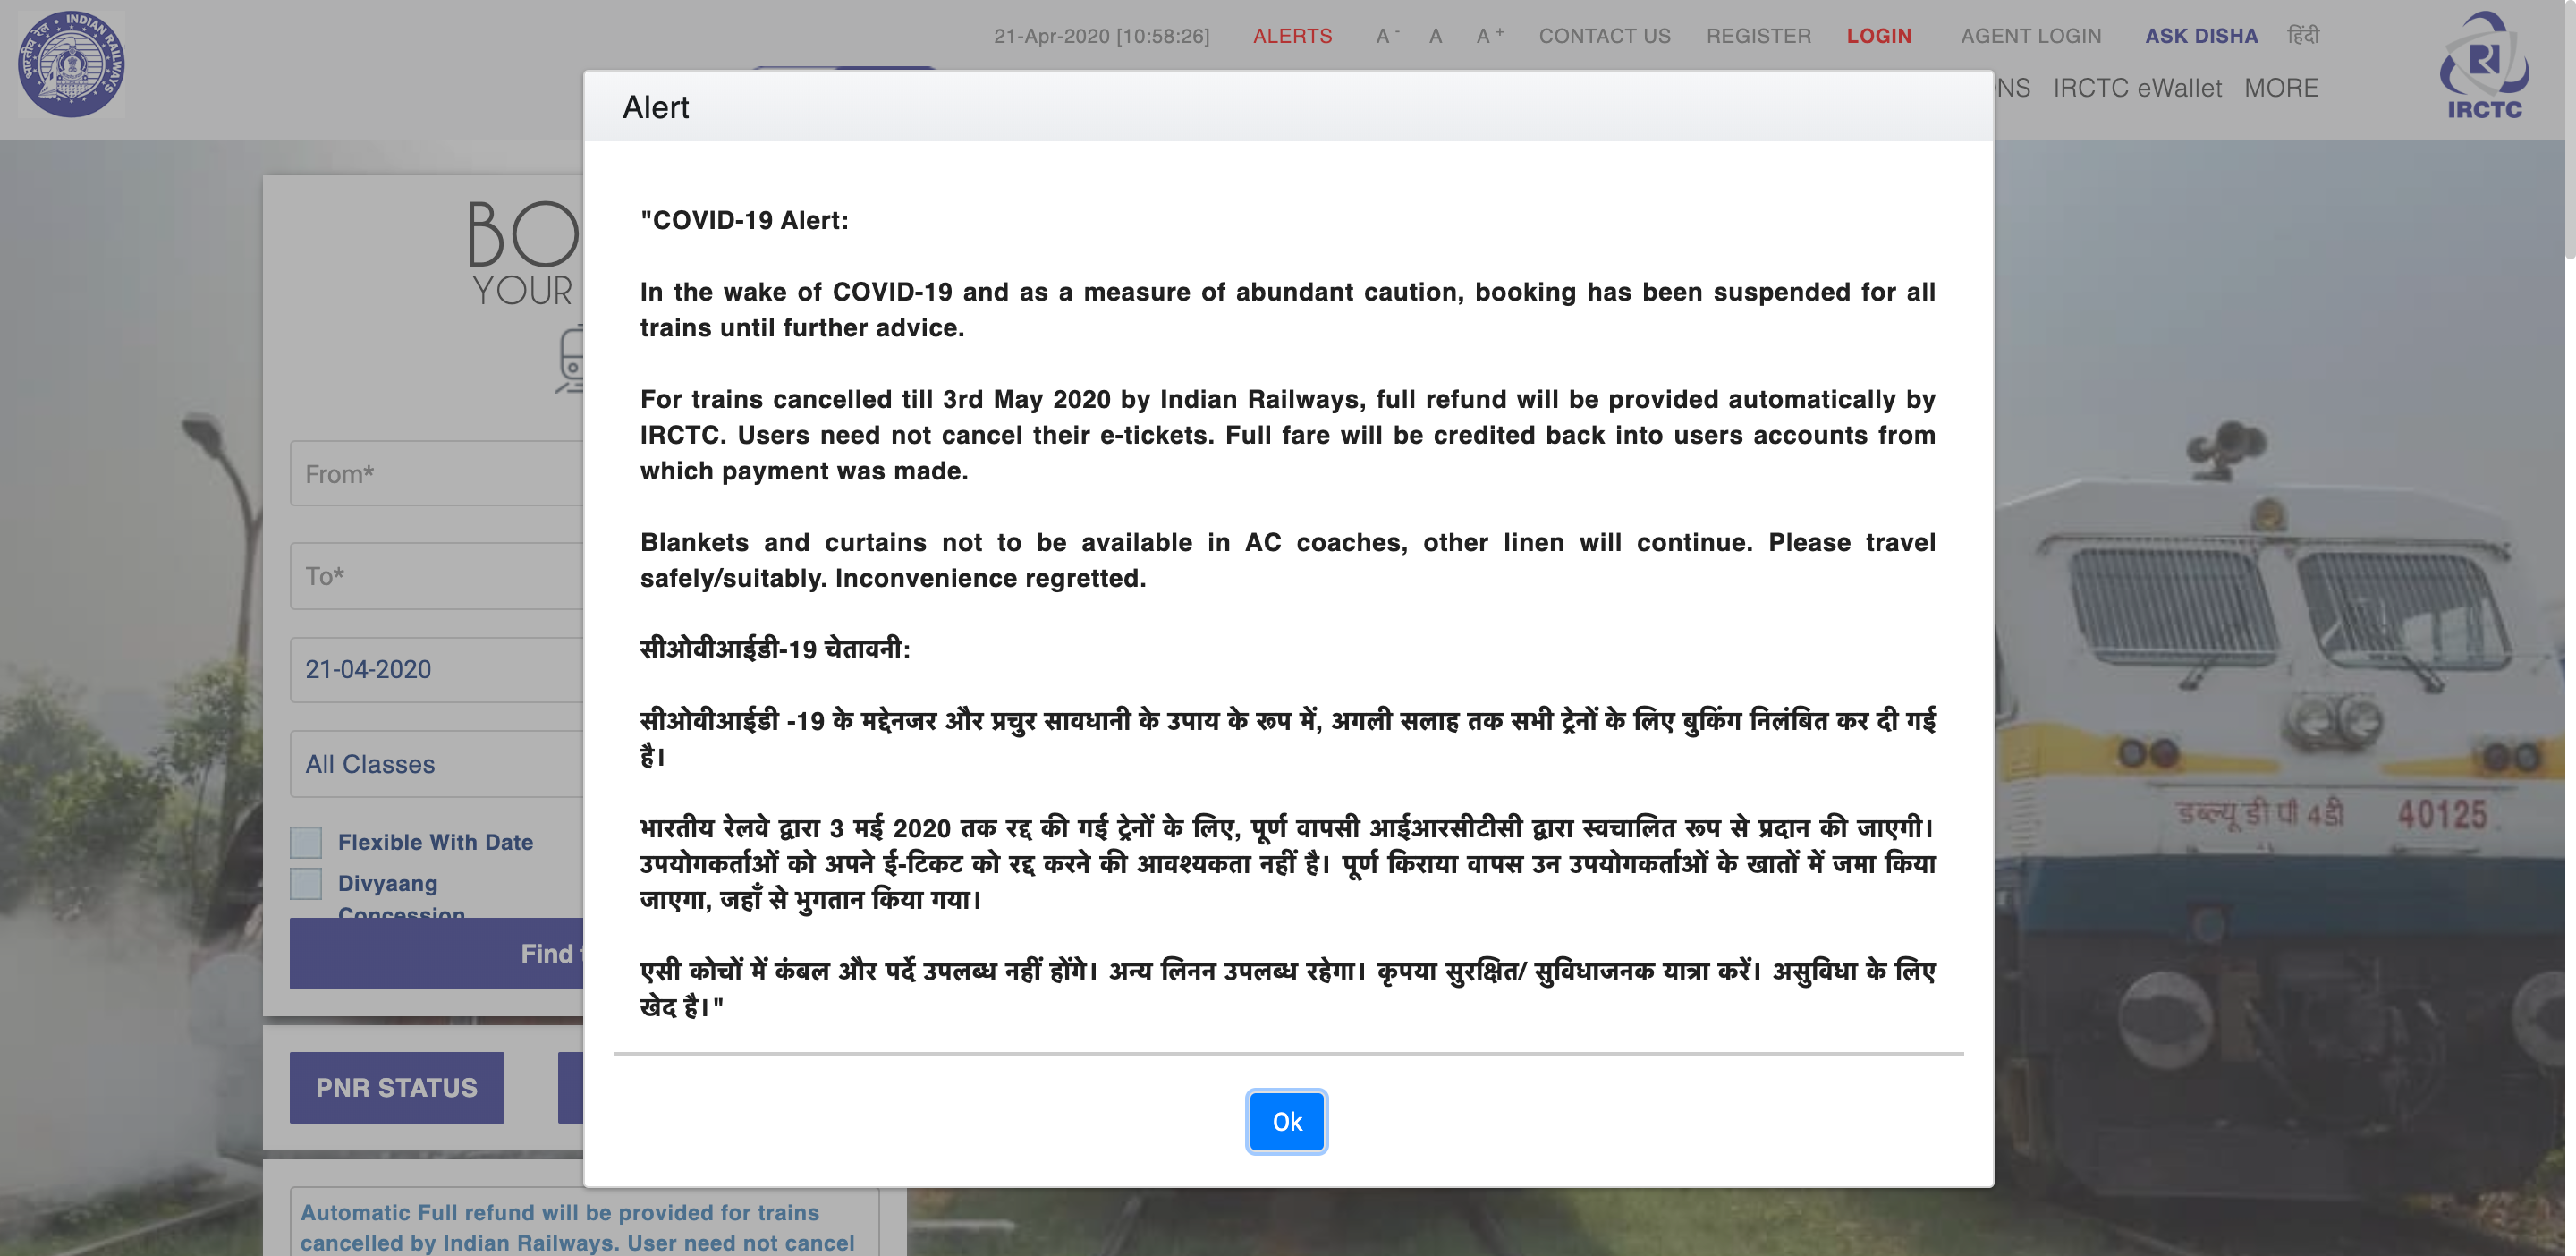 21-Apr-2020 [10:58:26] ALERTS A - A A + CONTACT US REGISTER LOGIN AGENT LOGIN ASK DISHA हिंदी
IRCTC eWallet MORE
भारतीय रेल INDIAN RAILWAYS
IRCTC
Alert
"COVID-19 Alert:
In the wake of COVID-19 and as a measure of abundant caution, booking has been suspended for all
trains until further advice.
For trains cancelled till 3rd May 2020 by Indian Railways, full refund will be provided automatically by
IRCTC. Users need not cancel their e-tickets. Full fare will be credited back into users accounts from
which payment was made.
Blankets and curtains not to be available in AC coaches, other linen will continue. Please travel
safely/suitably. Inconvenience regretted.
सीओवीआईडी-19 चेतावनी:
सीओवीआईडी -19 के मद्देनजर और प्रचुर सावधानी के उपाय के रूप में, अगली सलाह तक सभी ट्रेनों के लिए बुकिंग निलंबित कर दी गई
है।
भारतीय रेलवे द्वारा 3 मई 2020 तक रद्द की गई ट्रेनों के लिए, पूर्ण वापसी आईआरसीटीसी द्वारा स्वचालित रूप से प्रदान की जाएगी।
उपयोगकर्ताओं को अपने ई-टिकट को रद्द करने की आवश्यकता नहीं है। पूर्ण किराया वापस उन उपयोगकर्ताओं के खातों में जमा किया
जाएगा, जहाँ से भुगतान किया गया।
एसी कोचों में कंबल और पर्दे उपलब्ध नहीं होंगे। अन्य लिनन उपलब्ध रहेगा। कृपया सुरक्षित/ सुविधाजनक यात्रा करें। असुविधा के लिए
खेद है।"
Ok
YOUR
From*
To*
21-04-2020
All Classes
Flexible With Date
Divyaang
Concession
Find
PNR STATUS
Automatic Full refund will be provided for trains
cancelled by Indian Railways. User need not cancel
डब्ल्यू डी पी 4डी 40125